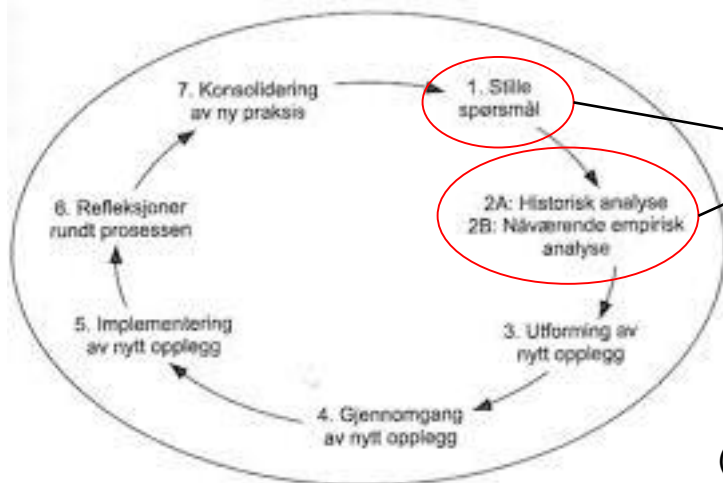 1. Stille
spørsmål
2A: Historisk analyse
2B: Nåværende empirisk
analyse
3. Utforming av
nytt opplegg
4. Gjennomgang
av nytt opplegg
5. Implementering
av nytt opplegg
6. Refleksjoner
rundt prosessen
7. Konsolidering
av ny praksis
(